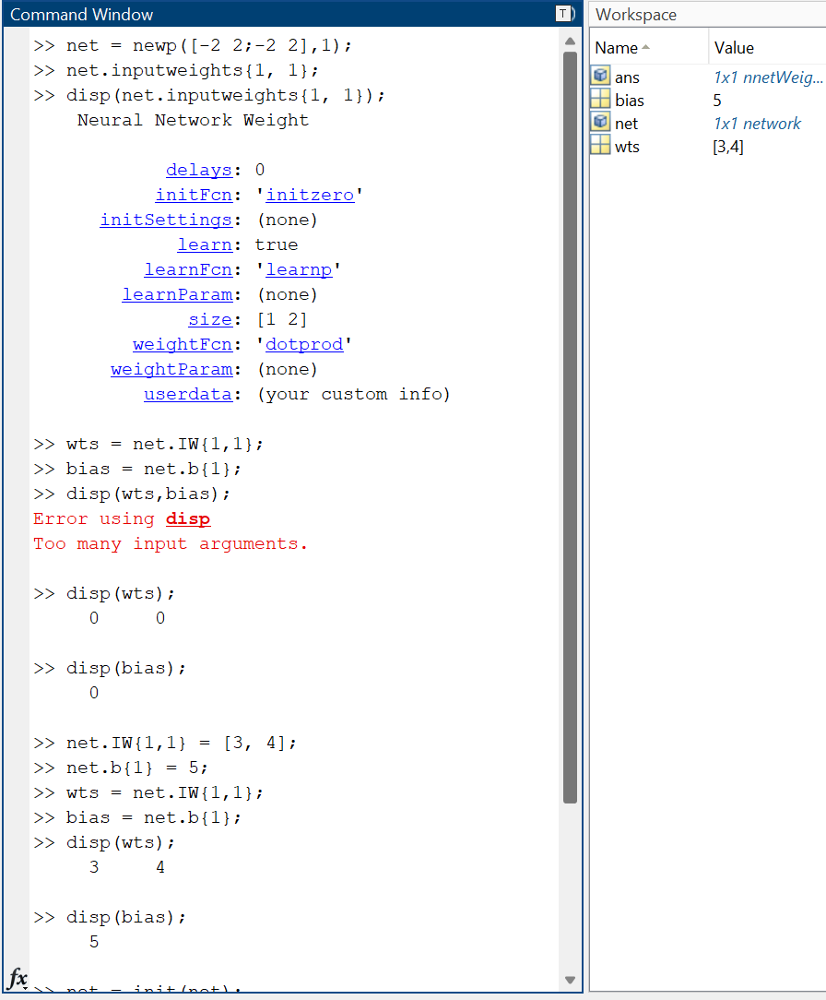 Command Window
T
>> net = newp([-2 2;-2 2],1);
>> net.inputweights{1, 1};
>> disp(net.inputweights{1, 1});
Neural Network Weight
delays: 0
initFcn: 'initzero'
initSettings: (none)
learn: true
learnFcn: 'learnp'
learnParam: (none)
size: [1 2]
weightFcn: 'dotprod'
weightParam: (none)
userdata: (your custom info)
>> wts = net.IW{1,1};
>> bias = net.b{1};
>> disp(wts,bias);
Error using disp
Too many input arguments.
>> disp(wts);
0 0
>> disp(bias);
0
>> net.IW{1,1} = [3, 4];
>> net.b{1} = 5;
>> wts = net.IW{1,1};
>> bias = net.b{1};
>> disp(wts);
3 4
>> disp(bias);
5
fx
>> net = init(net);
Workspace
Name Value
ans 1x1 nnetWeig...
bias 5
net 1x1 network
wts [3,4]